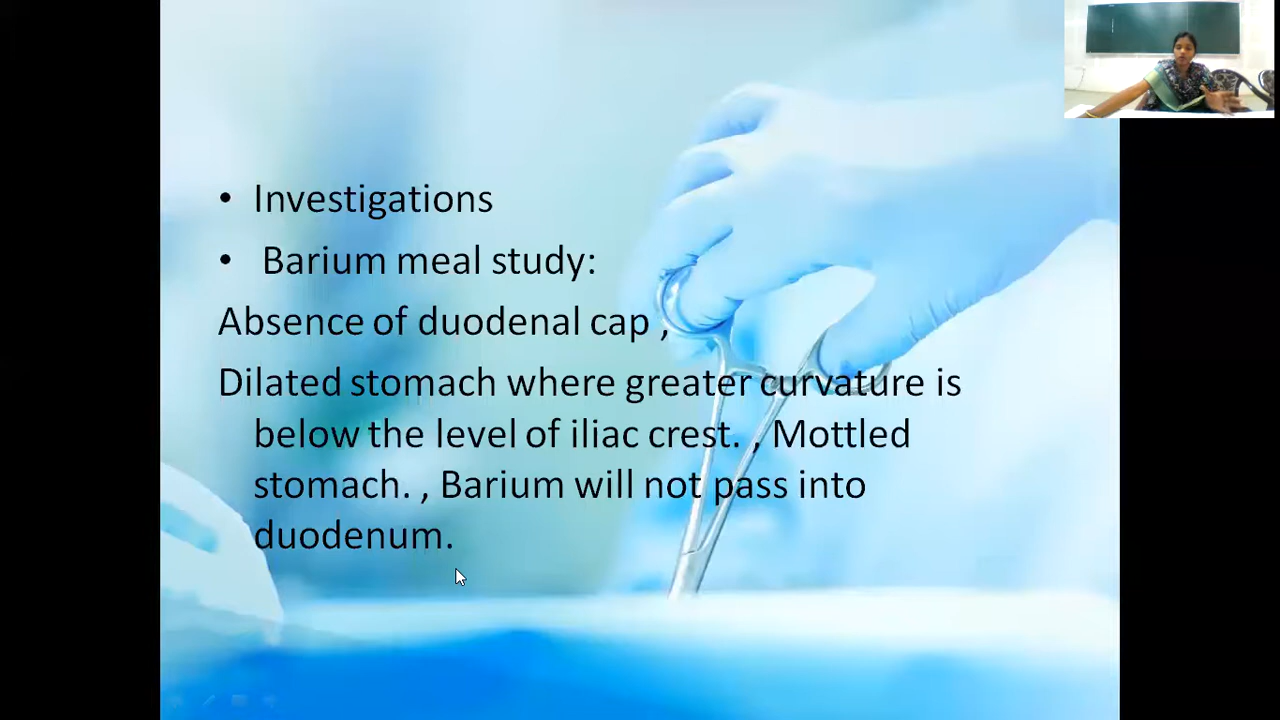 • Investigations
• Barium meal study:
Absence of duodenal cap ,
Dilated stomach where greater curvature is
below the level of iliac crest. , Mottled
stomach. , Barium will not pass into
duodenum.